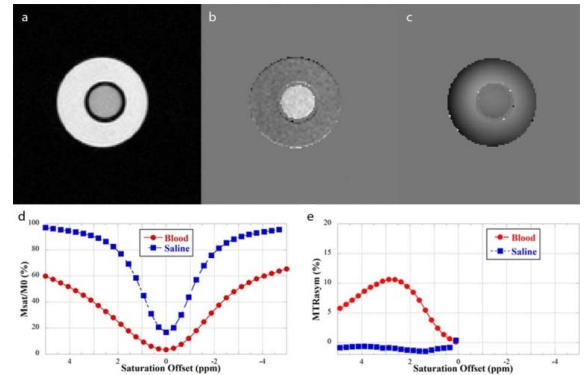 a b c
d e
100
80
60
40
20
0
Blood
Saline
Msat/M0(%)
4 2 0 -2 -4
Saturation Offset (ppm)
20
15
10
5
0
-5
Blood
Saline
MTRasym (%)
4 2 0 -2 -4
Saturation Offset (ppm)